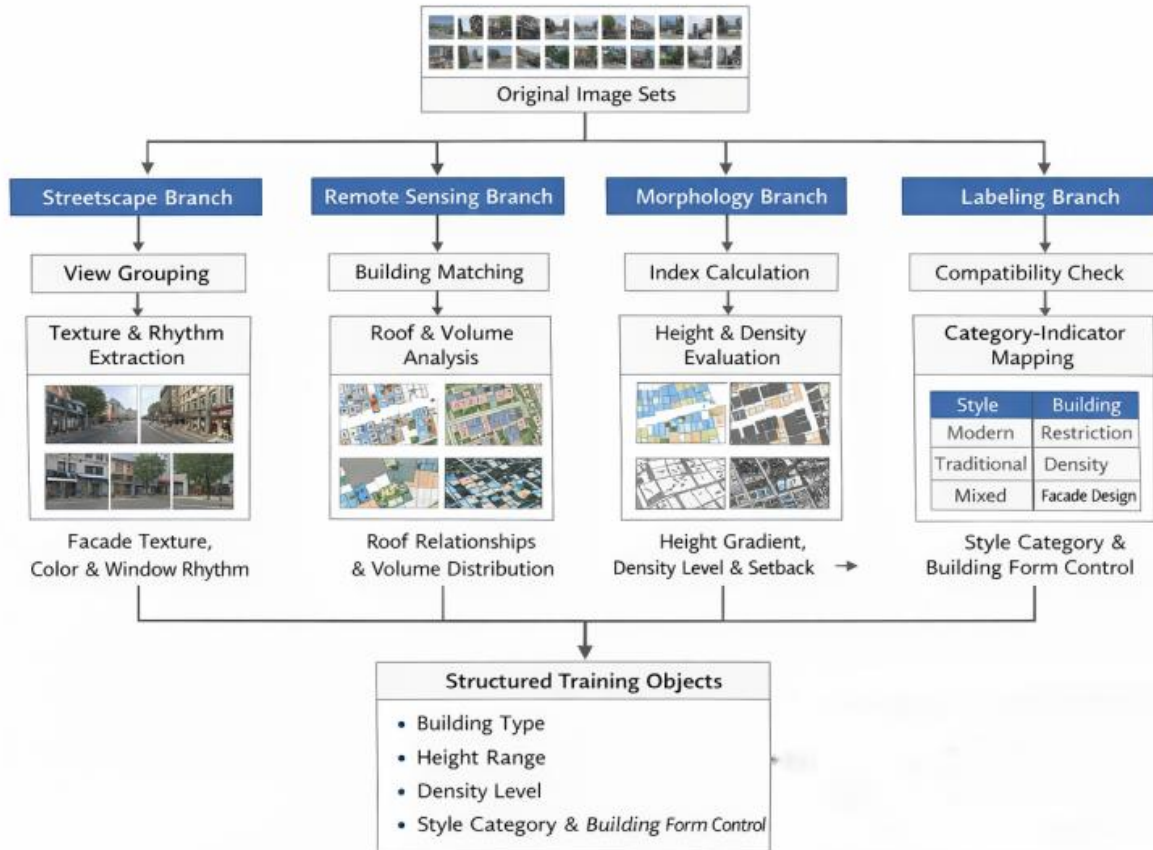 Original Image Sets
Streetscape Branch
Remote Sensing Branch
Morphology Branch
Labeling Branch
View Grouping
Building Matching
Index Calculation
Compatibility Check
Texture & Rhythm
Extraction
Roof & Volume
Analysis
Height & Density
Evaluation
Category-Indicator
Mapping
Style Building
Modern Restriction
Traditional Density
Mixed Facade Design
Facade Texture,
Color & Window Rhythm
Roof Relationships
& Volume Distribution
Height Gradient,
Density Level & Setback
Style Category &
Building Form Control
Structured Training Objects
• Building Type
• Height Range
• Density Level
• Style Category & Building Form Control